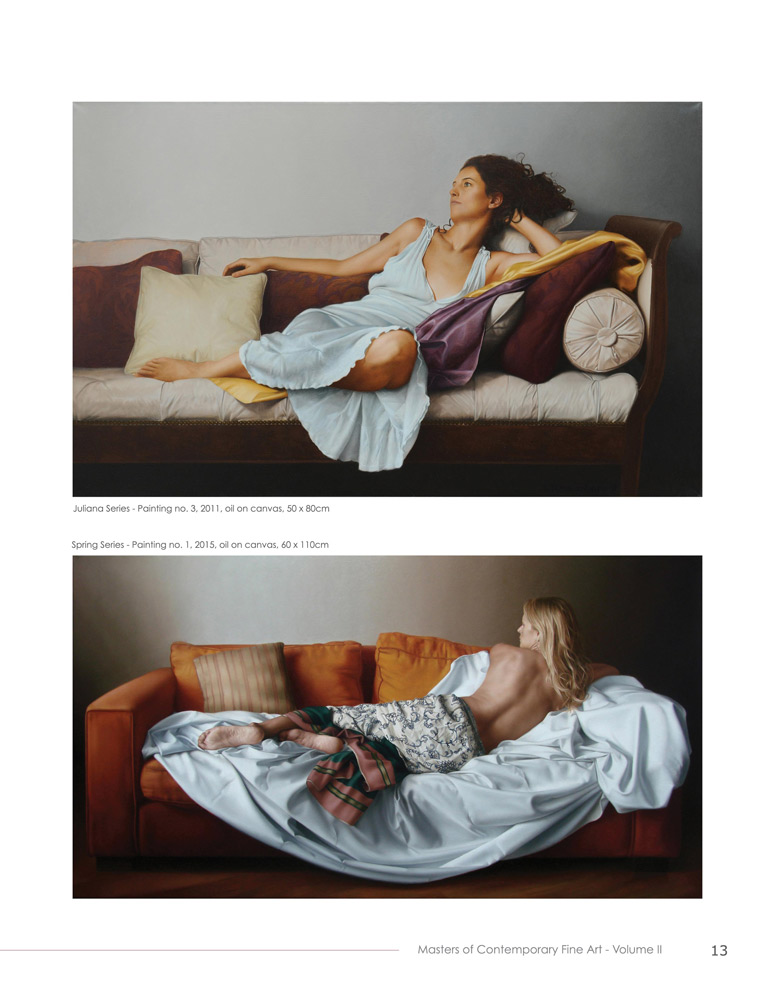 Juliana Series - Painting no. 3, 2011, oil on canvas, 50 x 80cm
Spring Series - Painting no. 1, 2015, oil on canvas, 60 x 110cm
Masters of Contemporary Fine Art - Volume II 13